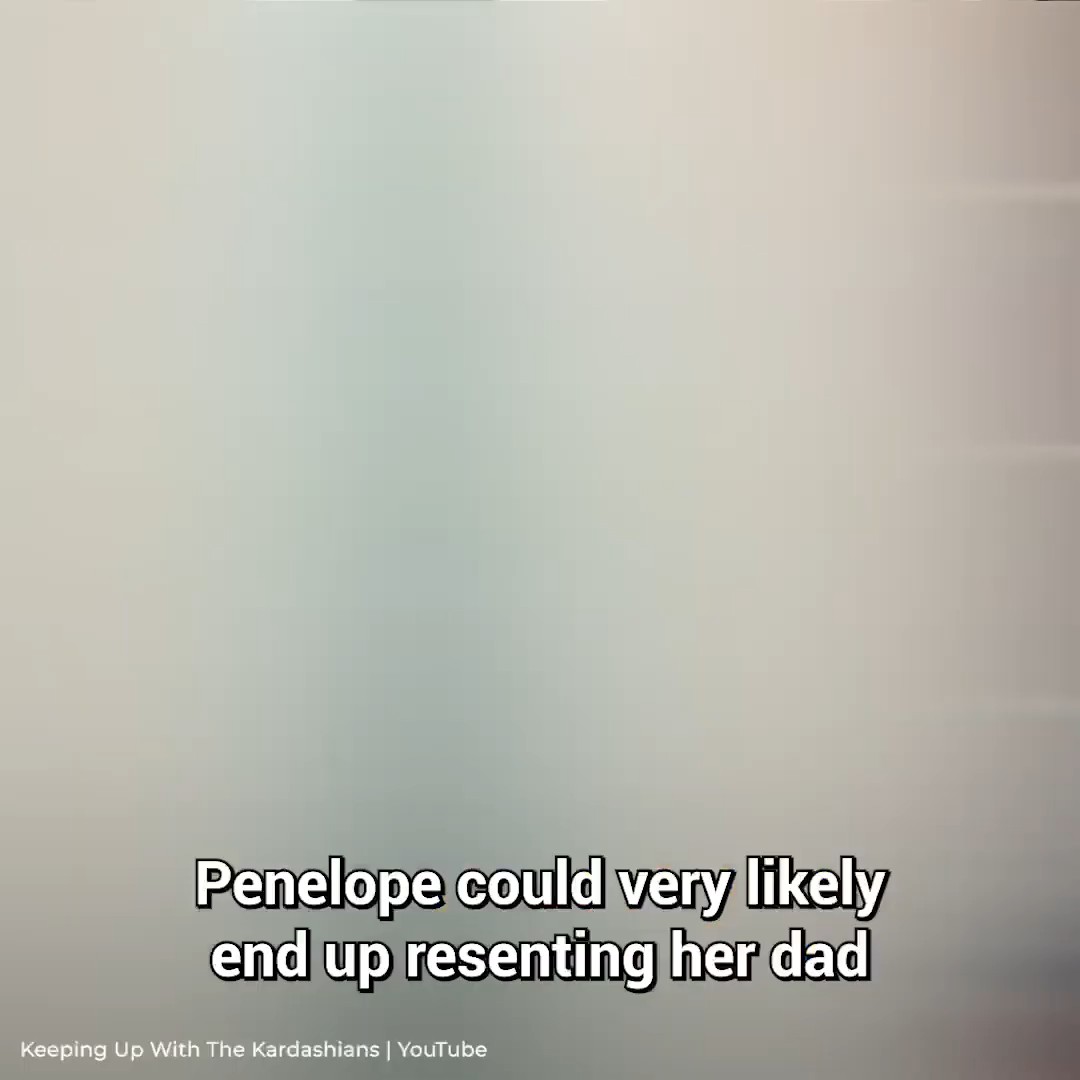 Penelope could very likely
end up resenting her dad
Keeping Up With The Kardashians | YouTube